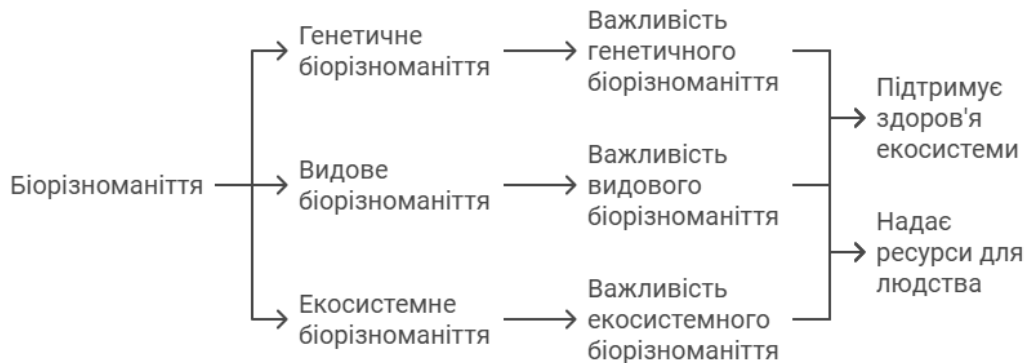 Біорізноманіття
Генетичне
біорізноманіття
Видове
біорізноманіття
Екосистемне
біорізноманіття
Важливість
генетичного
біорізноманіття
Важливість
видового
біорізноманіття
Важливість
екосистемного
біорізноманіття
Підтримує
здоров'я
екосистеми
Надає
ресурси для
людства